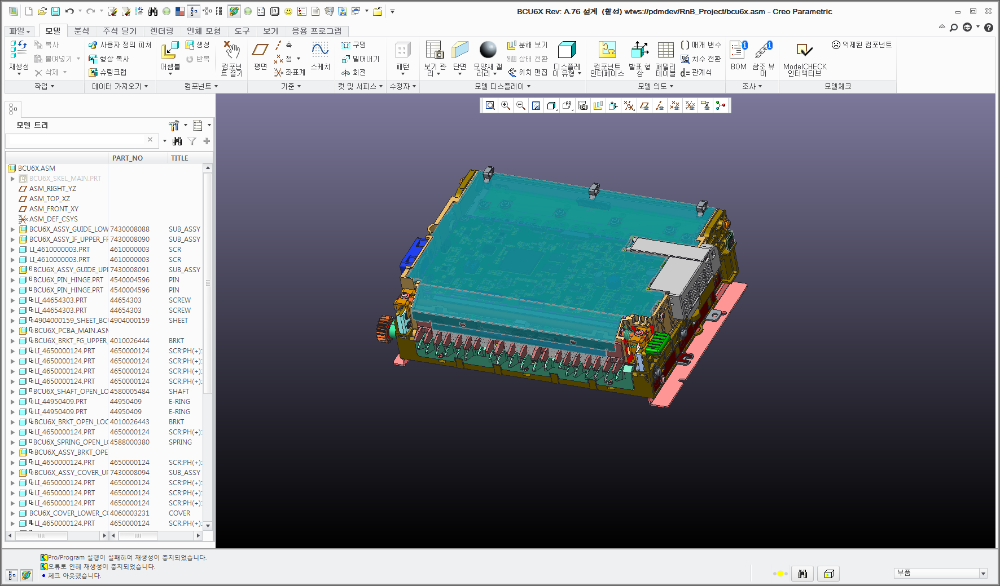 BCU6X Rev: A.76 설계  (활성) wtws://pdmdev/RnB_Project/bcu6x.asm - Creo Parametric
파일 모델 분석 주석 달기 렌더링 인체 모형 도구 보기 응용 프로그램
재생성
복사
붙여넣기
삭제
작업
사용자 정의 피쳐
형상 복사
슈링크랩
데이터 가져오기
어셈블
생성
반복
컴포넌트 끌기
컴포넌트
평면
축
점
좌표계
스케치
기준
구멍
밀어내기
회전
컷 및 서피스
패턴
수정자
보기 관리
단면
모양새 갤러리
분해 보기
상태 전환
위치 편집
디스플레이 유형
모델 디스플레이
컴포넌트 인터페이스
발표 형상
패밀리 테이블
매개 변수
치수 전환
관계식
모델 의도
BOM
참조 뷰어
조사
ModelCHECK 인터액티브
억제된 컴포넌트
모델체크
모델 트리
PART_NO TITLE
BCU6X.ASM
BCU6X_SKEL_MAIN.PRT
ASM_RIGHT_YZ
ASM_TOP_XZ
ASM_FRONT_XY
ASM_DEF_CSYS
BCU6X_ASSY_GUIDE_LOW 7430008088 SUB_ASSY
BCU6X_ASSY_IF_UPPER_FF 7430008090 SUB_ASSY
LI_4610000003.PRT 4610000003 SCR
LI_4610000003.PRT 4610000003 SCR
BCU6X_ASSY_GUIDE_UPI 7430008091 SUB_ASSY
BCU6X_PIN_HINGE.PRT 4540004596 PIN
BCU6X_PIN_HINGE.PRT 4540004596 PIN
LI_44654303.PRT 44654303 SCREW
LI_44654303.PRT 44654303 SCREW
4904000159_SHEET_BCU 4904000159 SHEET
BCU6X_PCBA_MAIN.ASM
BCU6X_BRKT_FG_UPPER_ 4010026444 BRKT
LI_4650000124.PRT 4650000124 SCR:PH(+):
LI_4650000124.PRT 4650000124 SCR:PH(+):
LI_4650000124.PRT 4650000124 SCR:PH(+):
LI_4650000124.PRT 4650000124 SCR:PH(+):
BCU6X_SHAFT_OPEN_LO 4580005484 SHAFT
LI_44950409.PRT 44950409 E-RING
LI_44950409.PRT 44950409 E-RING
BCU6X_BRKT_OPEN_LOC 4010026443 BRKT
LI_4650000124.PRT 4650000124 SCR:PH(+):
BCU6X_SPRING_OPEN_LC 4588000380 SPRING
BCU6X_ASSY_BRKT_OPE
LI_4650000124.PRT 4650000124 SCR:PH(+):
BCU6X_ASSY_COVER_UF 7430008094 SUB_ASSY
LI_4650000124.PRT 4650000124 SCR:PH(+):
LI_4650000124.PRT 4650000124 SCR:PH(+):
LI_4650000124.PRT 4650000124 SCR:PH(+):
BCU6X_COVER_LOWER_CC 4060003231 COVER
LI_4650000124.PRT 4650000124 SCR:PH(+):
Pro/Program 실행이 실패하여 재생성이 중지되었습니다.
오류로 인해 재생성이 중지되었습니다.
• 체크 아웃했습니다.
부품